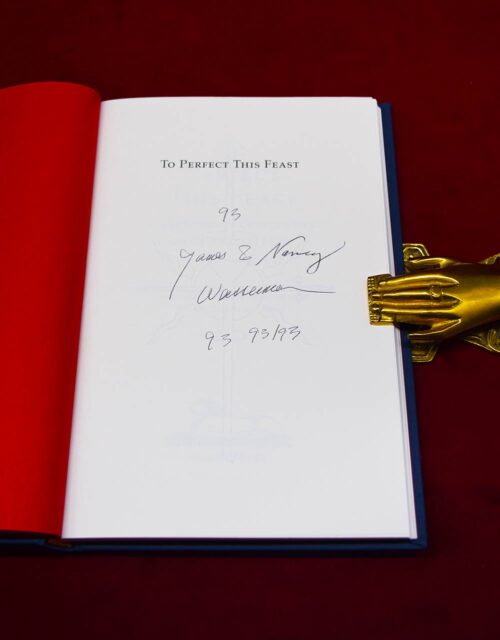 To Perfect This Feast
93
James & Nancy
Wasserman
93 93/93